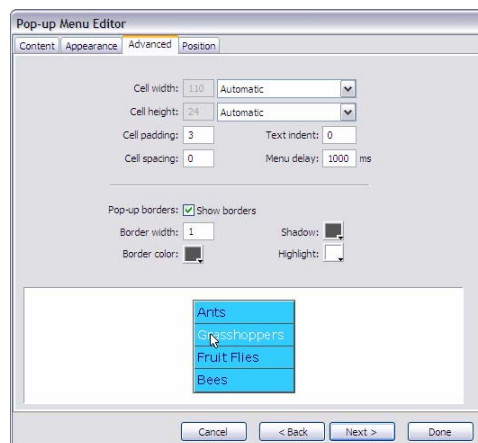 Pop-up Menu Editor
Content Appearance Advanced Position
Cell width: 110 Automatic
Cell height: 24 Automatic
Cell padding: 3 Text indent: 0
Cell spacing: 0 Menu delay: 1000 ms
Pop-up borders: Show borders
Border width: 1 Shadow:
Border color: Highlight:
Ants
Grasshoppers
Fruit Flies
Bees
Cancel < Back Next > Done